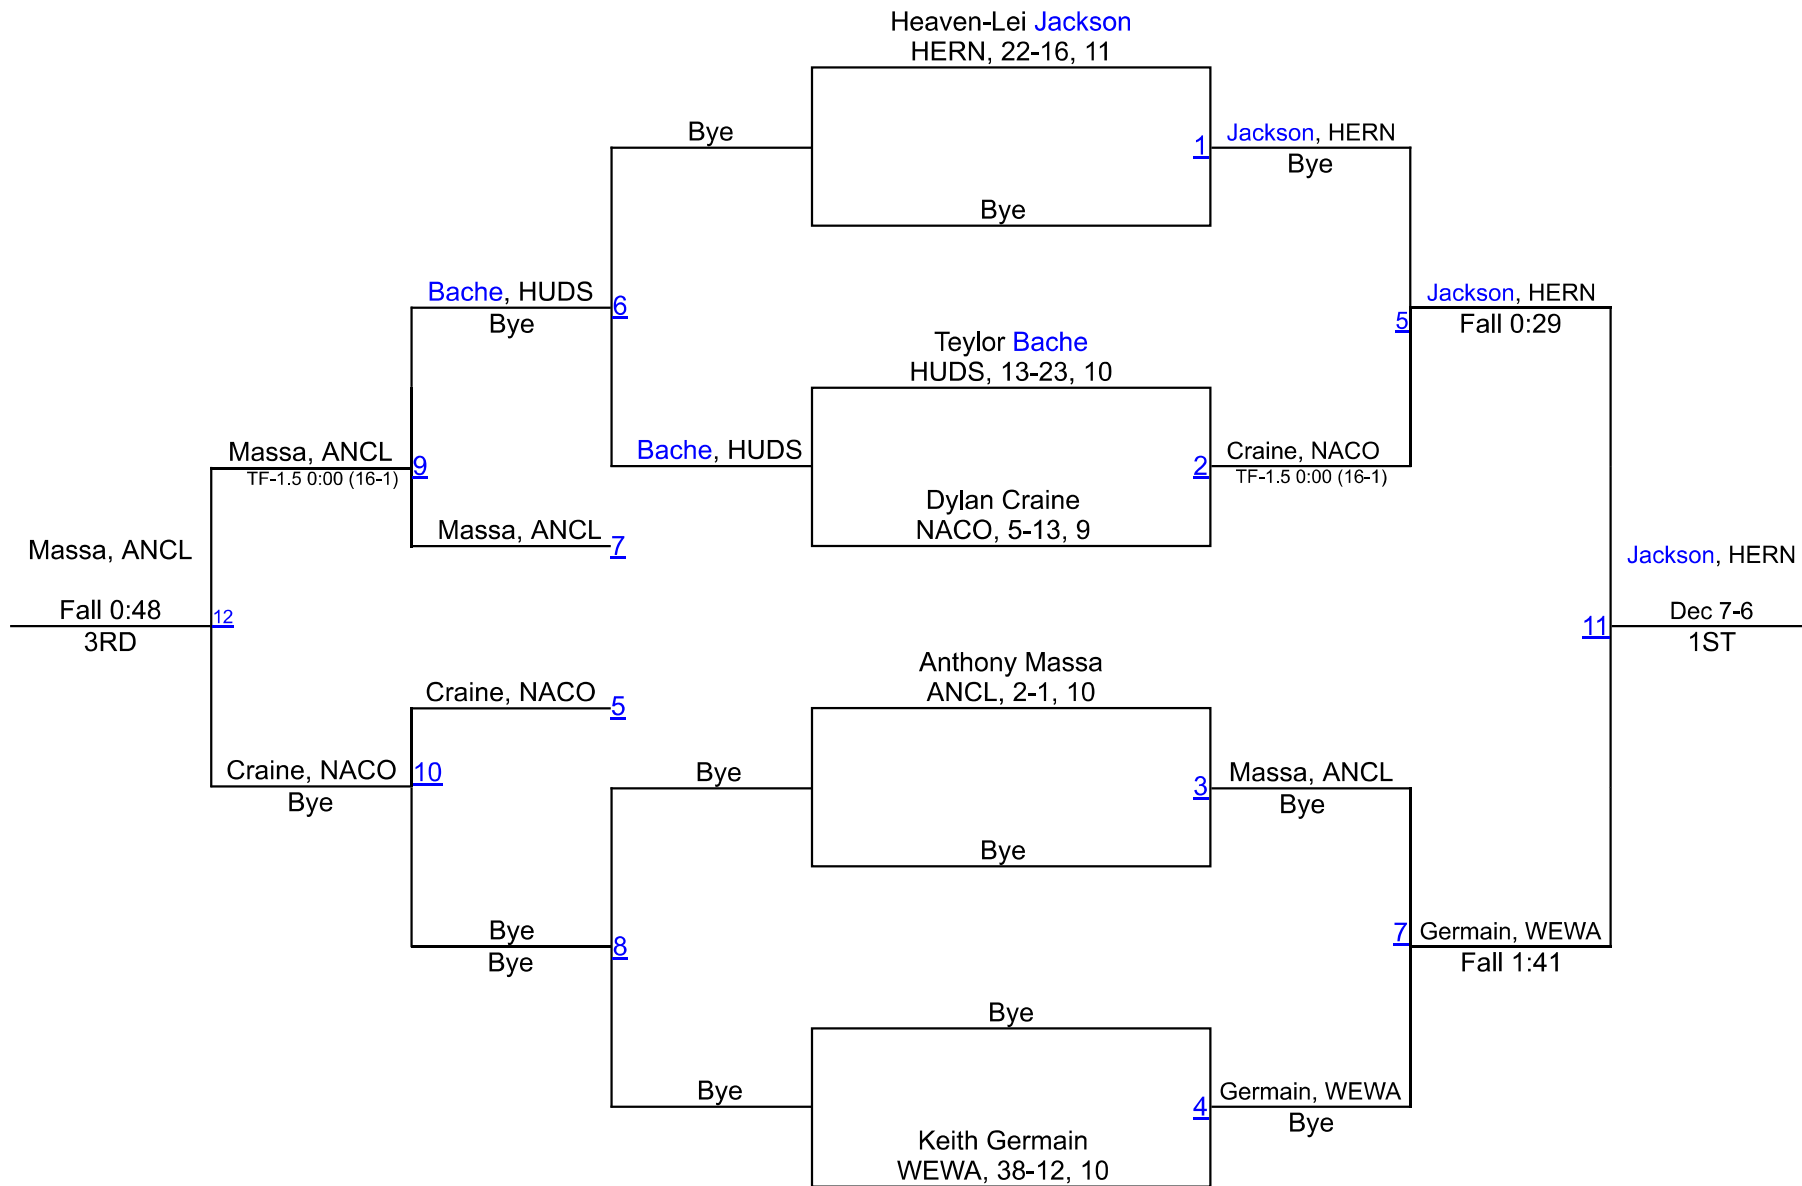 Heaven-Lei Jackson
HERN, 22-16, 11
Bye
1
Jackson, HERN
Bye
Bye
Bache, HUDS
Bye
6
Jackson, HERN
Fall 0:29
5
Teylor Bache
HUDS, 13-23, 10
Massa, ANCL
TF-1.5 0:00 (16-1)
9
Bache, HUDS
2
Craine, NACO
TF-1.5 0:00 (16-1)
Dylan Craine
NACO, 5-13, 9
Massa, ANCL
7
Massa, ANCL
Fall 0:48
3RD
12
Jackson, HERN
Dec 7-6
1ST
11
Anthony Massa
ANCL, 2-1, 10
Craine, NACO
5
Craine, NACO
Bye
10
Bye
3
Massa, ANCL
Bye
Bye
Bye
Bye
8
7
Germain, WEWA
Fall 1:41
Bye
Bye
4
Germain, WEWA
Bye
Keith Germain
WEWA, 38-12, 10